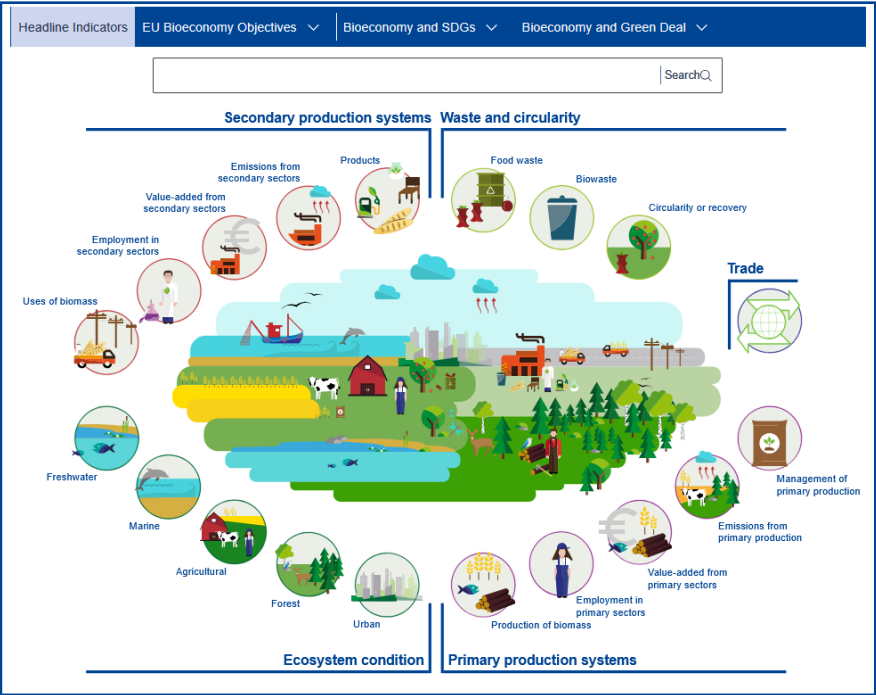 Headline Indicators
EU Bioeconomy Objectives
Bioeconomy and SDGs
Bioeconomy and Green Deal
Search
Secondary production systems
Waste and circularity
Products
Emissions from
secondary sectors
Value-added from
secondary sectors
Employment in
secondary sectors
Uses of biomass
Food waste
Biowaste
Circularity or recovery
Trade
Freshwater
Marine
Agricultural
Forest
Urban
Management of
primary production
Emissions from
primary production
Value-added from
primary sectors
Employment in
primary sectors
Production of biomass
Ecosystem condition
Primary production systems